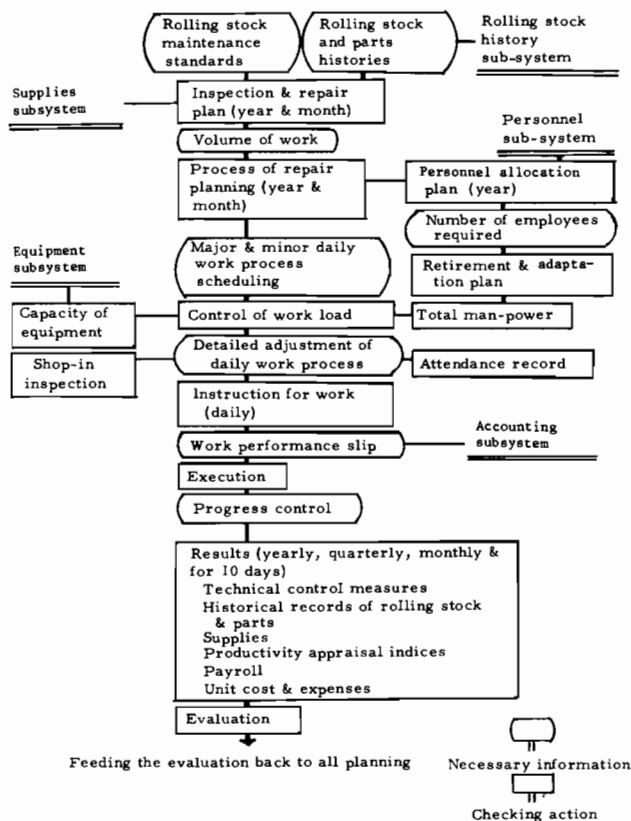 Rolling stock
maintenance
standards
Rolling stock
and parts
histories
Rolling stock
history
sub-system
Supplies
subsystem
Inspection & repair
plan (year & month)
Volume of work
Personnel
sub-system
Process of repair
planning (year &
month)
Personnel allocation
plan (year)
Number of employees
required
Equipment
subsystem
Major & minor daily
work process
scheduling
Retirement & adapta-
tion plan
Capacity of
equipment
Control of work load
Total man-power
Shop-in
inspection
Detailed adjustment of
daily work process
Attendance record
Instruction for work
(daily)
Work performance slip
Accounting
subsystem
Execution
Progress control
Results (yearly, quarterly, monthly &
for 10 days)
Technical control measures
Historical records of rolling stock
& parts
Supplies
Productivity appraisal indices
Payroll
Unit cost & expenses
Evaluation
Feeding the evaluation back to all planning
Necessary information
Checking action